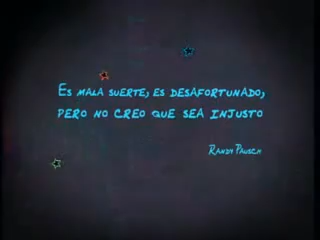 Es mala suerte, es desafortunado,
pero no creo que sea injusto
Randy Pausch